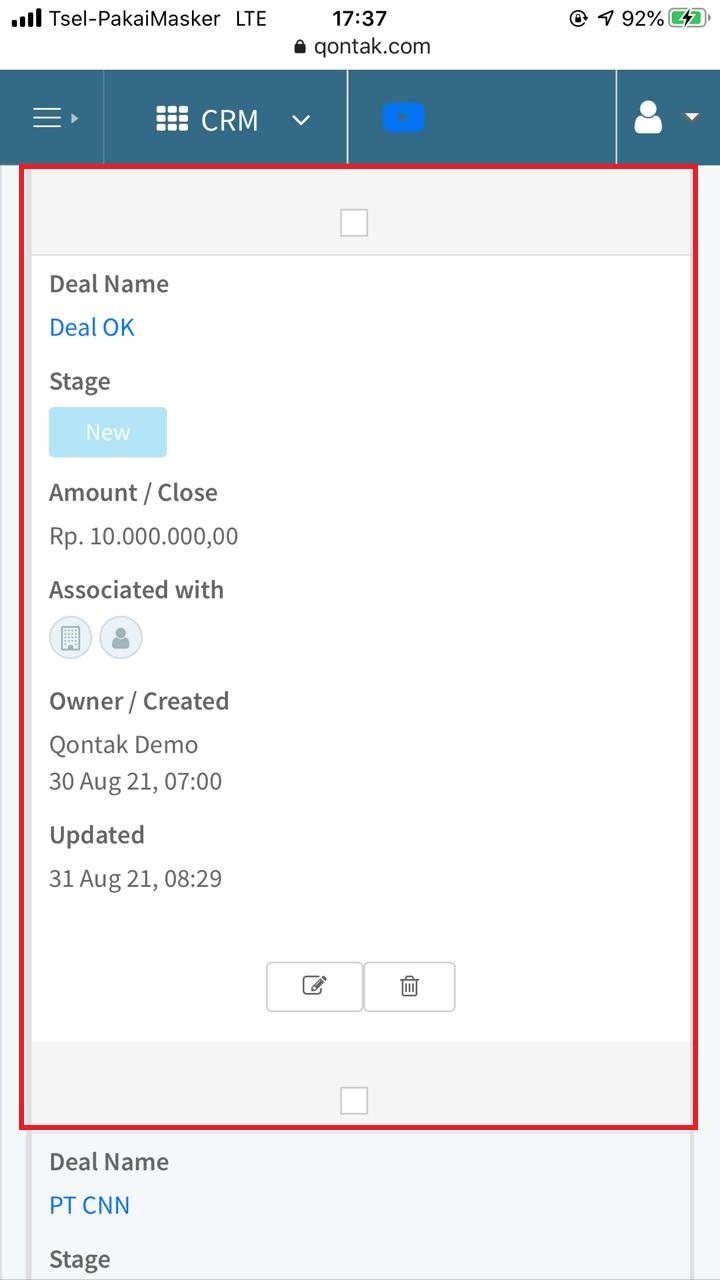 Tsel-PakaiMasker LTE 17:37 92%
qontak.com
CRM
Deal Name
Deal OK
Stage
New
Amount / Close
Rp. 10.000.000,00
Associated with
Owner / Created
Qontak Demo
30 Aug 21, 07:00
Updated
31 Aug 21, 08:29
Deal Name
PT CNN
Stage